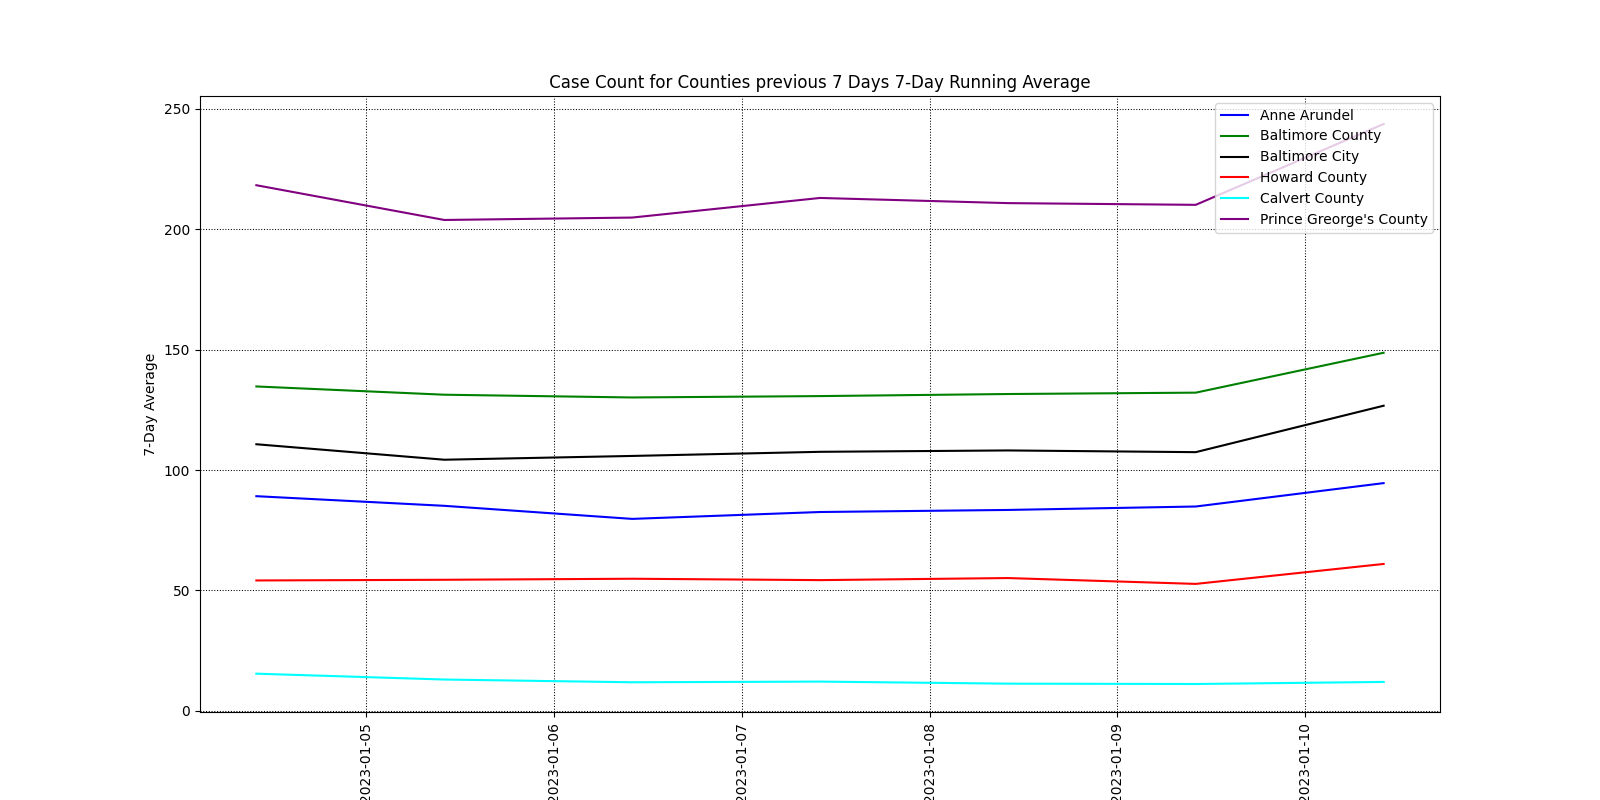 Case Count for Counties previous 7 Days 7-Day Running Average
250
200
150
100
50
0
7-Day Average
Anne Arundel
Baltimore County
Baltimore City
Howard County
Calvert County
Prince Greorge's County
2023-01-05
2023-01-06
2023-01-07
2023-01-08
2023-01-09
2023-01-10